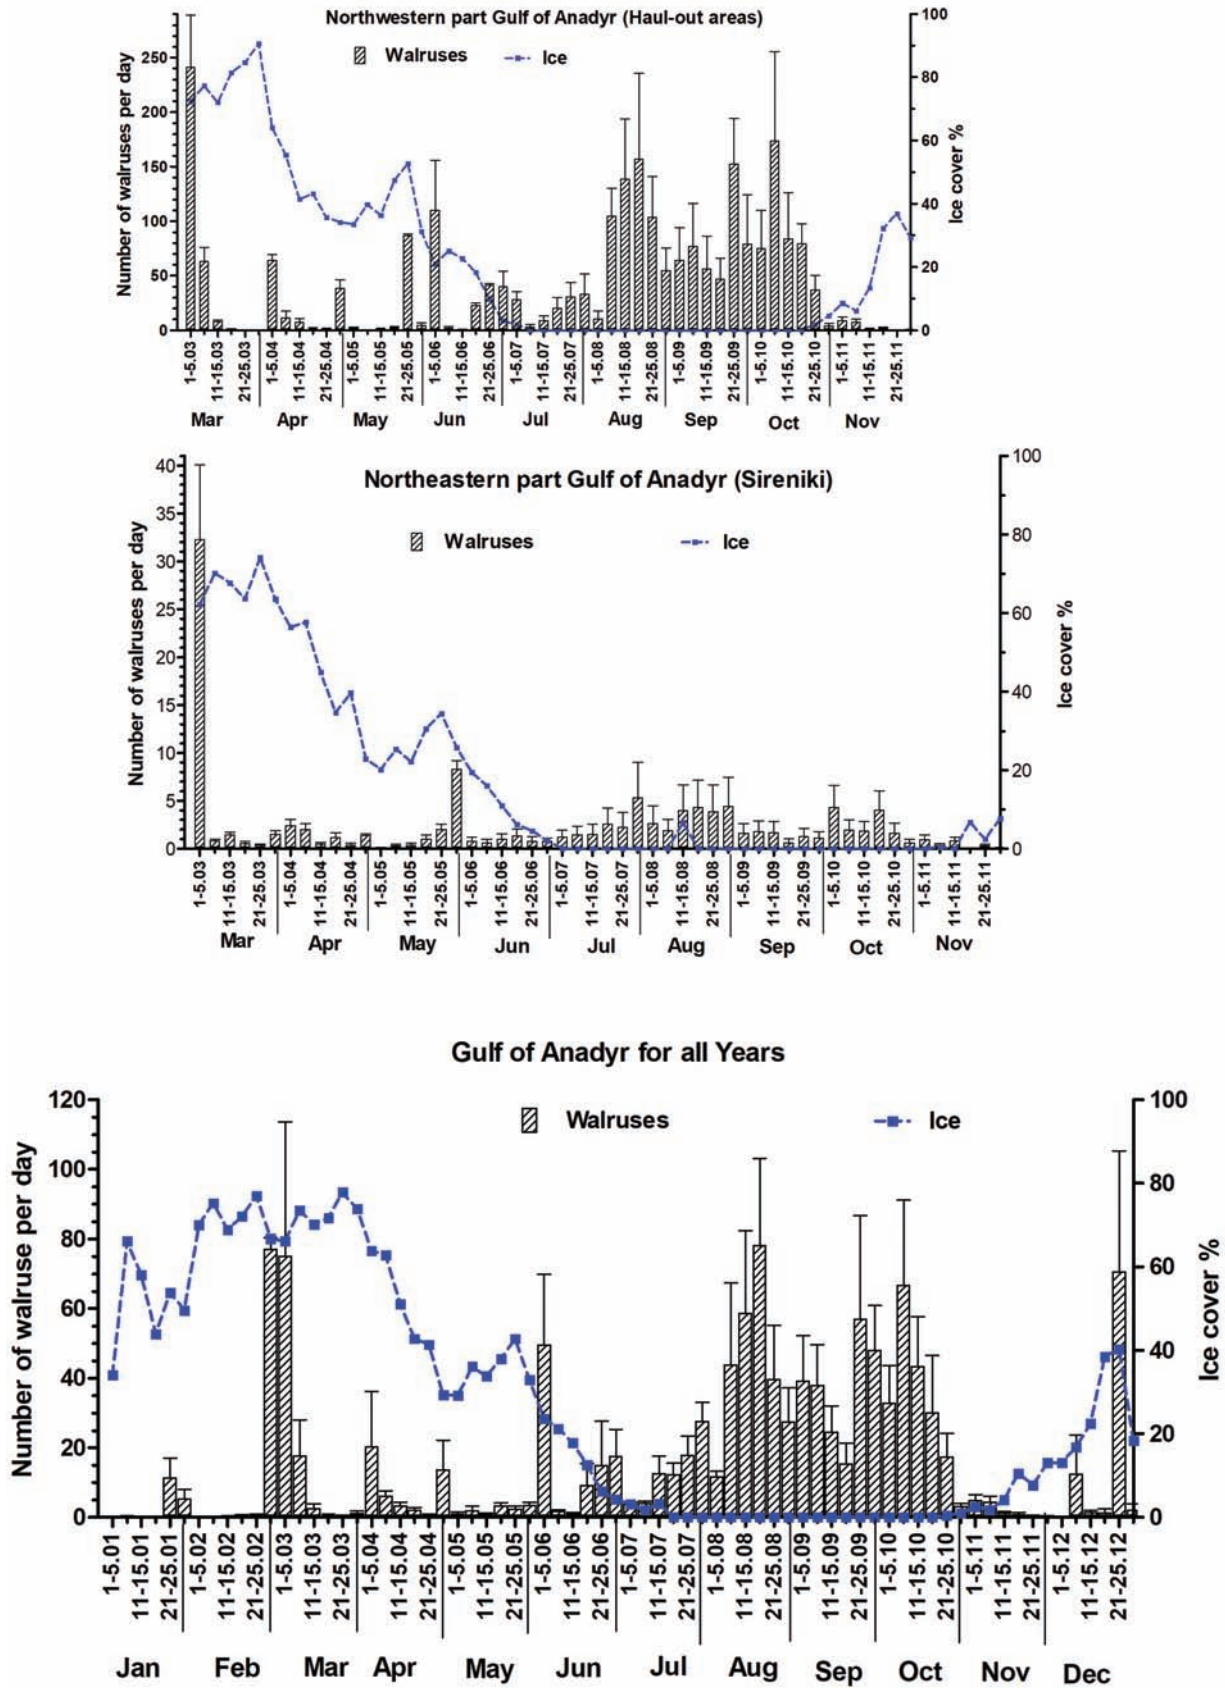 Northwestern part Gulf of Anadyr (Haul-out areas)
Walruses Ice
Number of walruses per day
250
200
150
100
50
0
100
80
60
40
20
0
Ice cover %
1-5.03 11-15.03 21-25.03 1-5.04 11-15.04 21-25.04 1-5.05 11-15.05 21-25.05 1-5.06 11-15.06 21-25.06 1-5.07 11-15.07 21-25.07 1-5.08 11-15.08 21-25.08 1-5.09 11-15.09 21-25.09 1-5.10 11-15.10 21-25.10 1-5.11 11-15.11 21-25.11
Mar Apr May Jun Jul Aug Sep Oct Nov
Northeastern part Gulf of Anadyr (Sireniki)
Walruses Ice
Number of walruses per day
40
35
30
25
20
15
10
5
0
100
80
60
40
20
0
Ice cover %
1-5.03 11-15.03 21-25.03 1-5.04 11-15.04 21-25.04 1-5.05 11-15.05 21-25.05 1-5.06 11-15.06 21-25.06 1-5.07 11-15.07 21-25.07 1-5.08 11-15.08 21-25.08 1-5.09 11-15.09 21-25.09 1-5.10 11-15.10 21-25.10 1-5.11 11-15.11 21-25.11
Mar Apr May Jun Jul Aug Sep Oct Nov
Gulf of Anadyr for all Years
Walruses Ice
Number of walruse per day
120
100
80
60
40
20
0
100
80
60
40
20
0
Ice cover %
1-5.01 11-15.01 21-25.01 1-5.02 11-15.02 21-25.02 1-5.03 11-15.03 21-25.03 1-5.04 11-15.04 21-25.04 1-5.05 11-15.05 21-25.05 1-5.06 11-15.06 21-25.06 1-5.07 11-15.07 21-25.07 1-5.08 11-15.08 21-25.08 1-5.09 11-15.09 21-25.09 1-5.10 11-15.10 21-25.10 1-5.11 11-15.11 21-25.11 1-5.12 11-15.12 21-25.12
Jan Feb Mar Apr May Jun Jul Aug Sep Oct Nov Dec